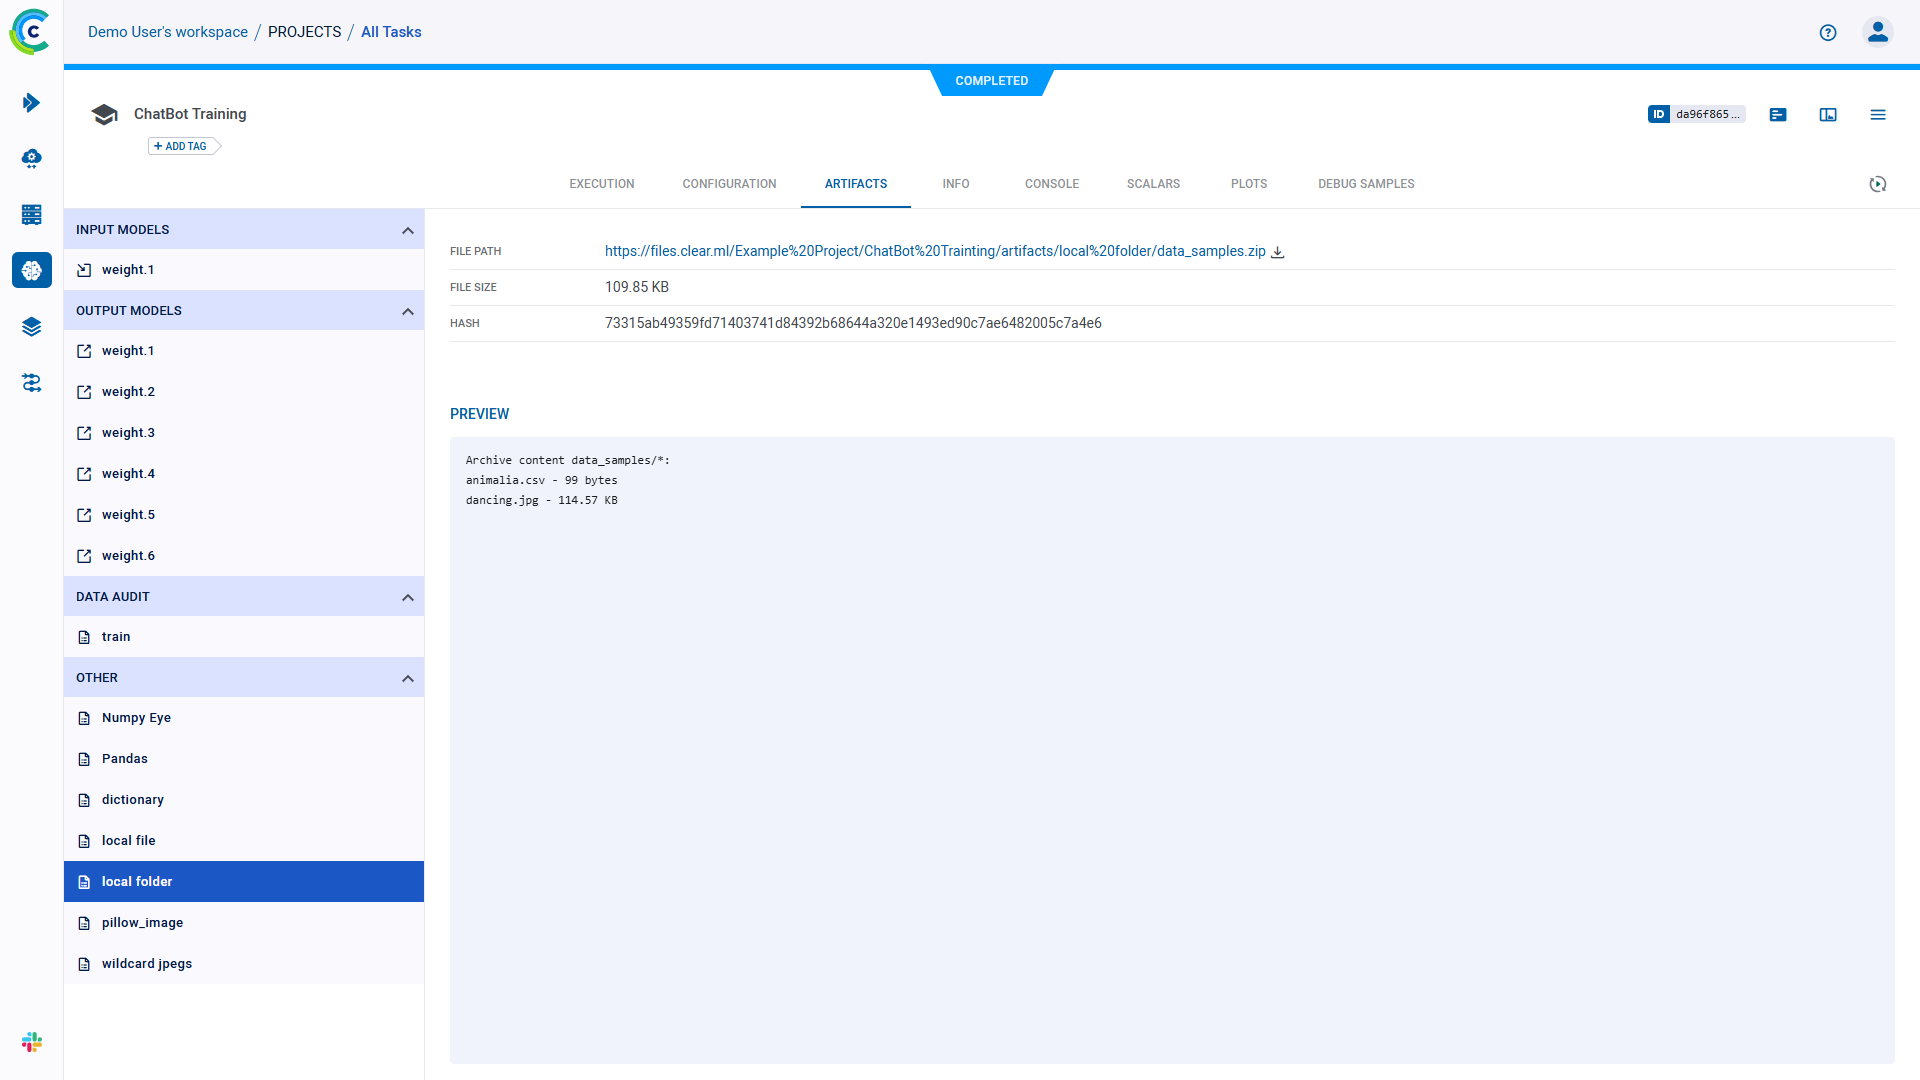 Demo User's workspace / PROJECTS / All Tasks
COMPLETED
ChatBot Training
ID da96f865...
+ ADD TAG
EXECUTION CONFIGURATION ARTIFACTS INFO CONSOLE SCALARS PLOTS DEBUG SAMPLES
INPUT MODELS
weight.1
OUTPUT MODELS
weight.1
weight.2
weight.3
weight.4
weight.5
weight.6
DATA AUDIT
train
OTHER
Numpy Eye
Pandas
dictionary
local file
local folder
pillow_image
wildcard jpegs
FILE PATH https://files.clear.ml/Example%20Project/ChatBot%20Trainting/artifacts/local%20folder/data_samples.zip
FILE SIZE 109.85 KB
HASH 73315ab49359fd71403741d84392b68644a320e1493ed90c7ae6482005c7a4e6
PREVIEW
Archive content data_samples/*:
animalia.csv - 99 bytes
dancing.jpg - 114.57 KB